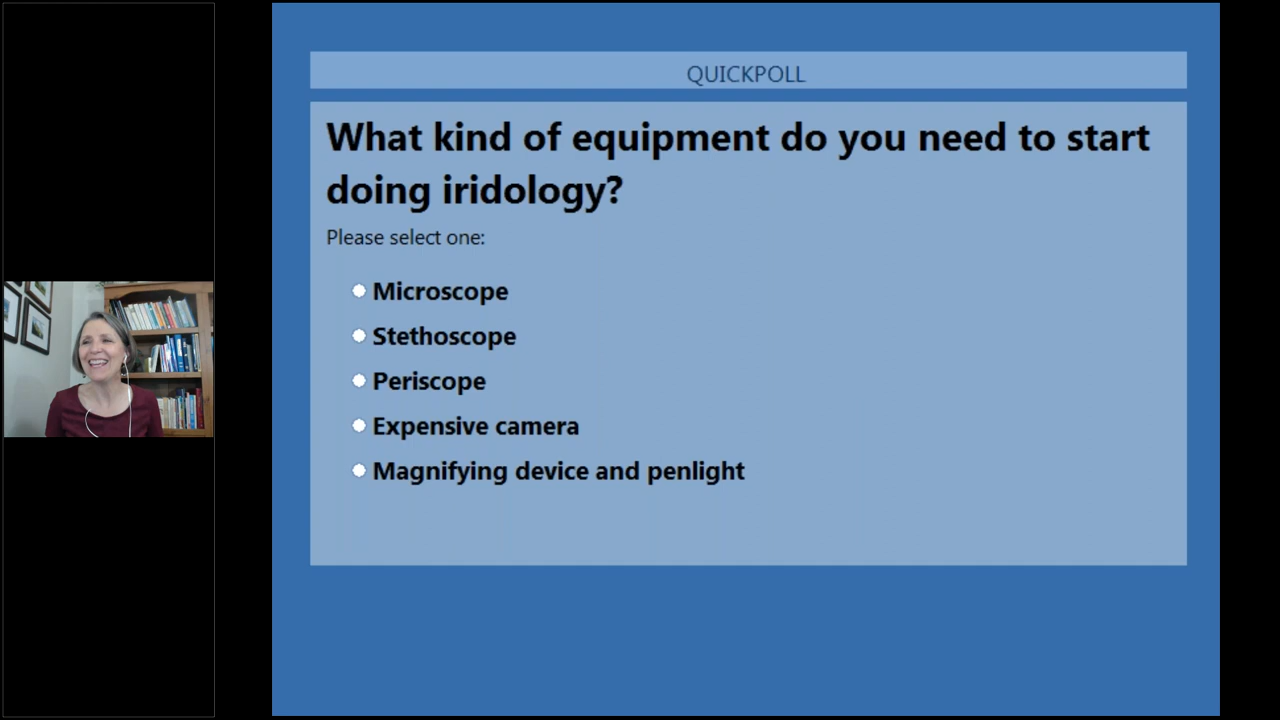 QUICKPOLL
What kind of equipment do you need to start
doing iridology?
Please select one:
Microscope
Stethoscope
Periscope
Expensive camera
Magnifying device and penlight